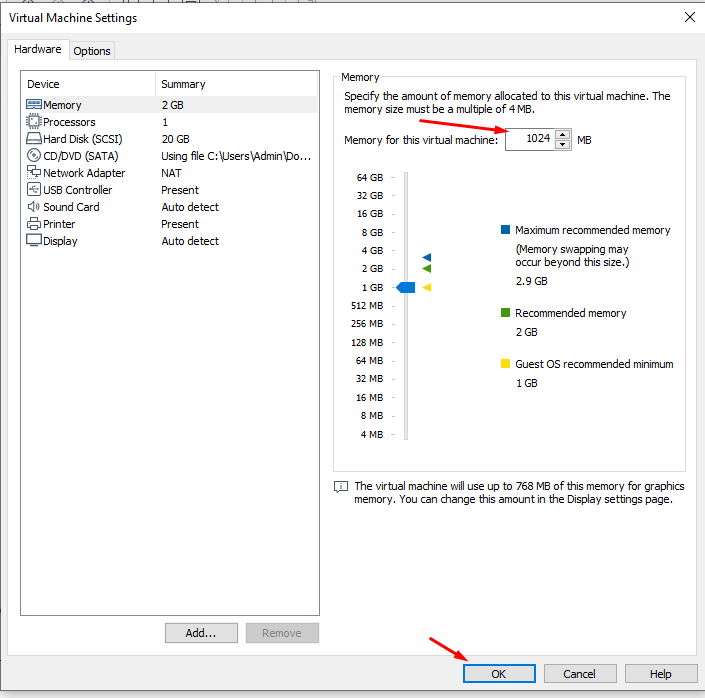 Virtual Machine Settings
Hardware Options
Device Summary
Memory 2 GB
Processors 1
Hard Disk (SCSI) 20 GB
CD/DVD (SATA) Using file C:\Users\Admin\Do...
Network Adapter NAT
USB Controller Present
Sound Card Auto detect
Printer Present
Display Auto detect
Add... Remove
Memory
Specify the amount of memory allocated to this virtual machine. The
memory size must be a multiple of 4 MB.
Memory for this virtual machine: 1024 MB
64 GB
32 GB
16 GB
8 GB
4 GB
2 GB
1 GB
512 MB
256 MB
128 MB
64 MB
32 MB
16 MB
8 MB
4 MB
Maximum recommended memory
(Memory swapping may
occur beyond this size.)
2.9 GB
Recommended memory
2 GB
Guest OS recommended minimum
1 GB
The virtual machine will use up to 768 MB of this memory for graphics
memory. You can change this amount in the Display settings page.
OK Cancel Help